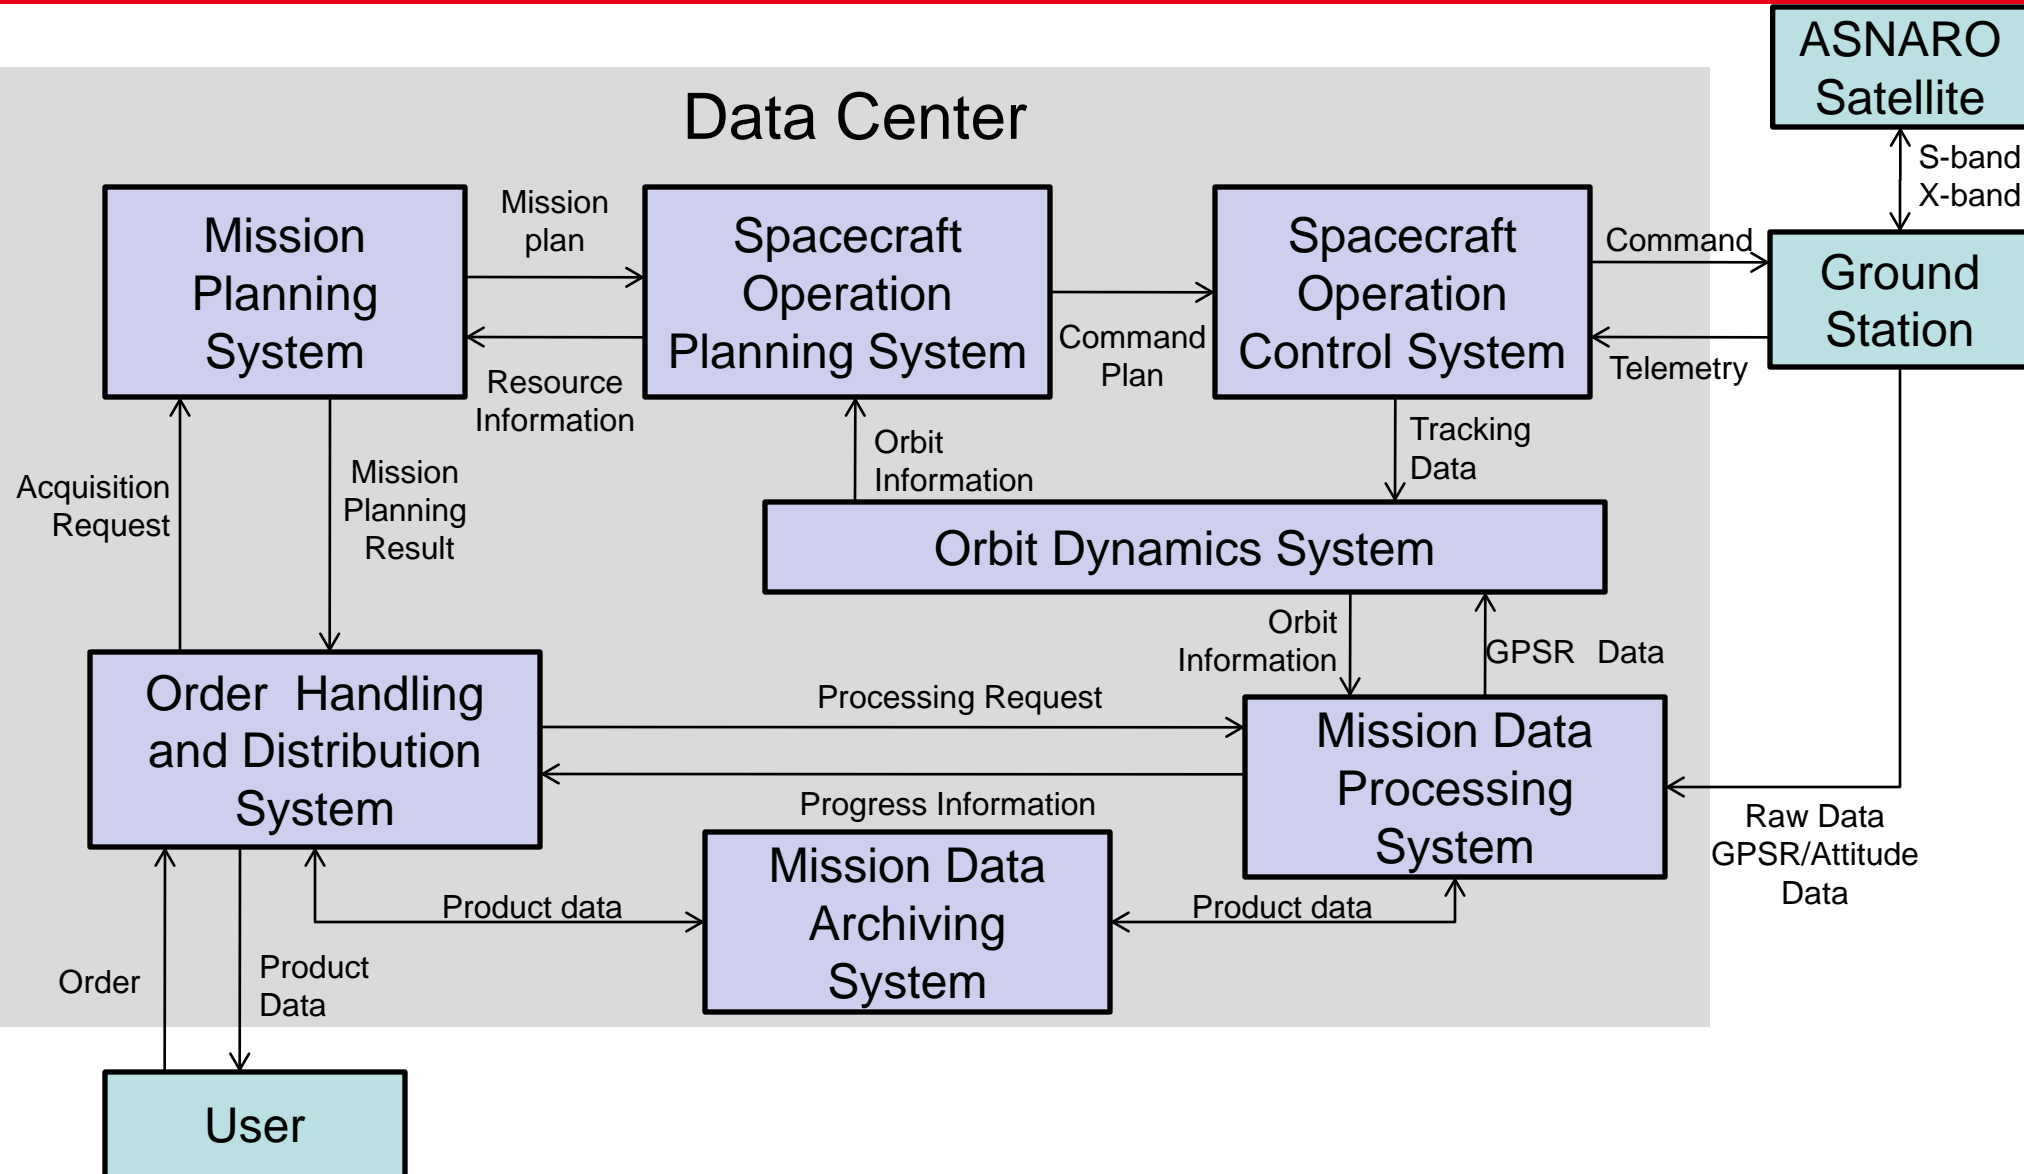 ASNARO
Satellite
Data Center
S-band
X-band
Mission
Planning
System
Mission
plan
Resource
Information
Spacecraft
Operation
Planning System
Command
Plan
Spacecraft
Operation
Control System
Command
Telemetry
Ground
Station
Acquisition
Request
Mission
Planning
Result
Orbit
Information
Tracking
Data
Orbit Dynamics System
Orbit
Information
GPSR Data
Order Handling
and Distribution
System
Processing Request
Progress Information
Mission Data
Processing
System
Raw Data
GPSR/Attitude
Data
Mission Data
Archiving
System
Product data
Product data
Order
Product
Data
User